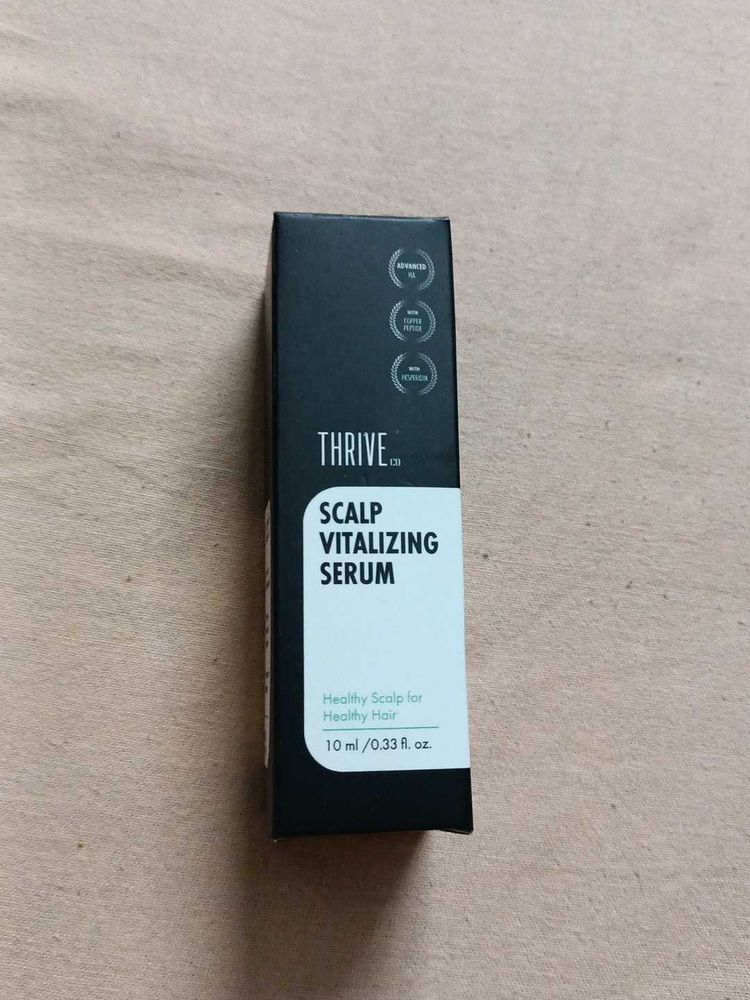 ADVANCED
HA
WITH
COPPER
PEPTIDE
WITH
HESPERIDIN
THRIVE CO
SCALP
VITALIZING
SERUM
Healthy Scalp for
Healthy Hair
10 ml /0.33 fl. oz.